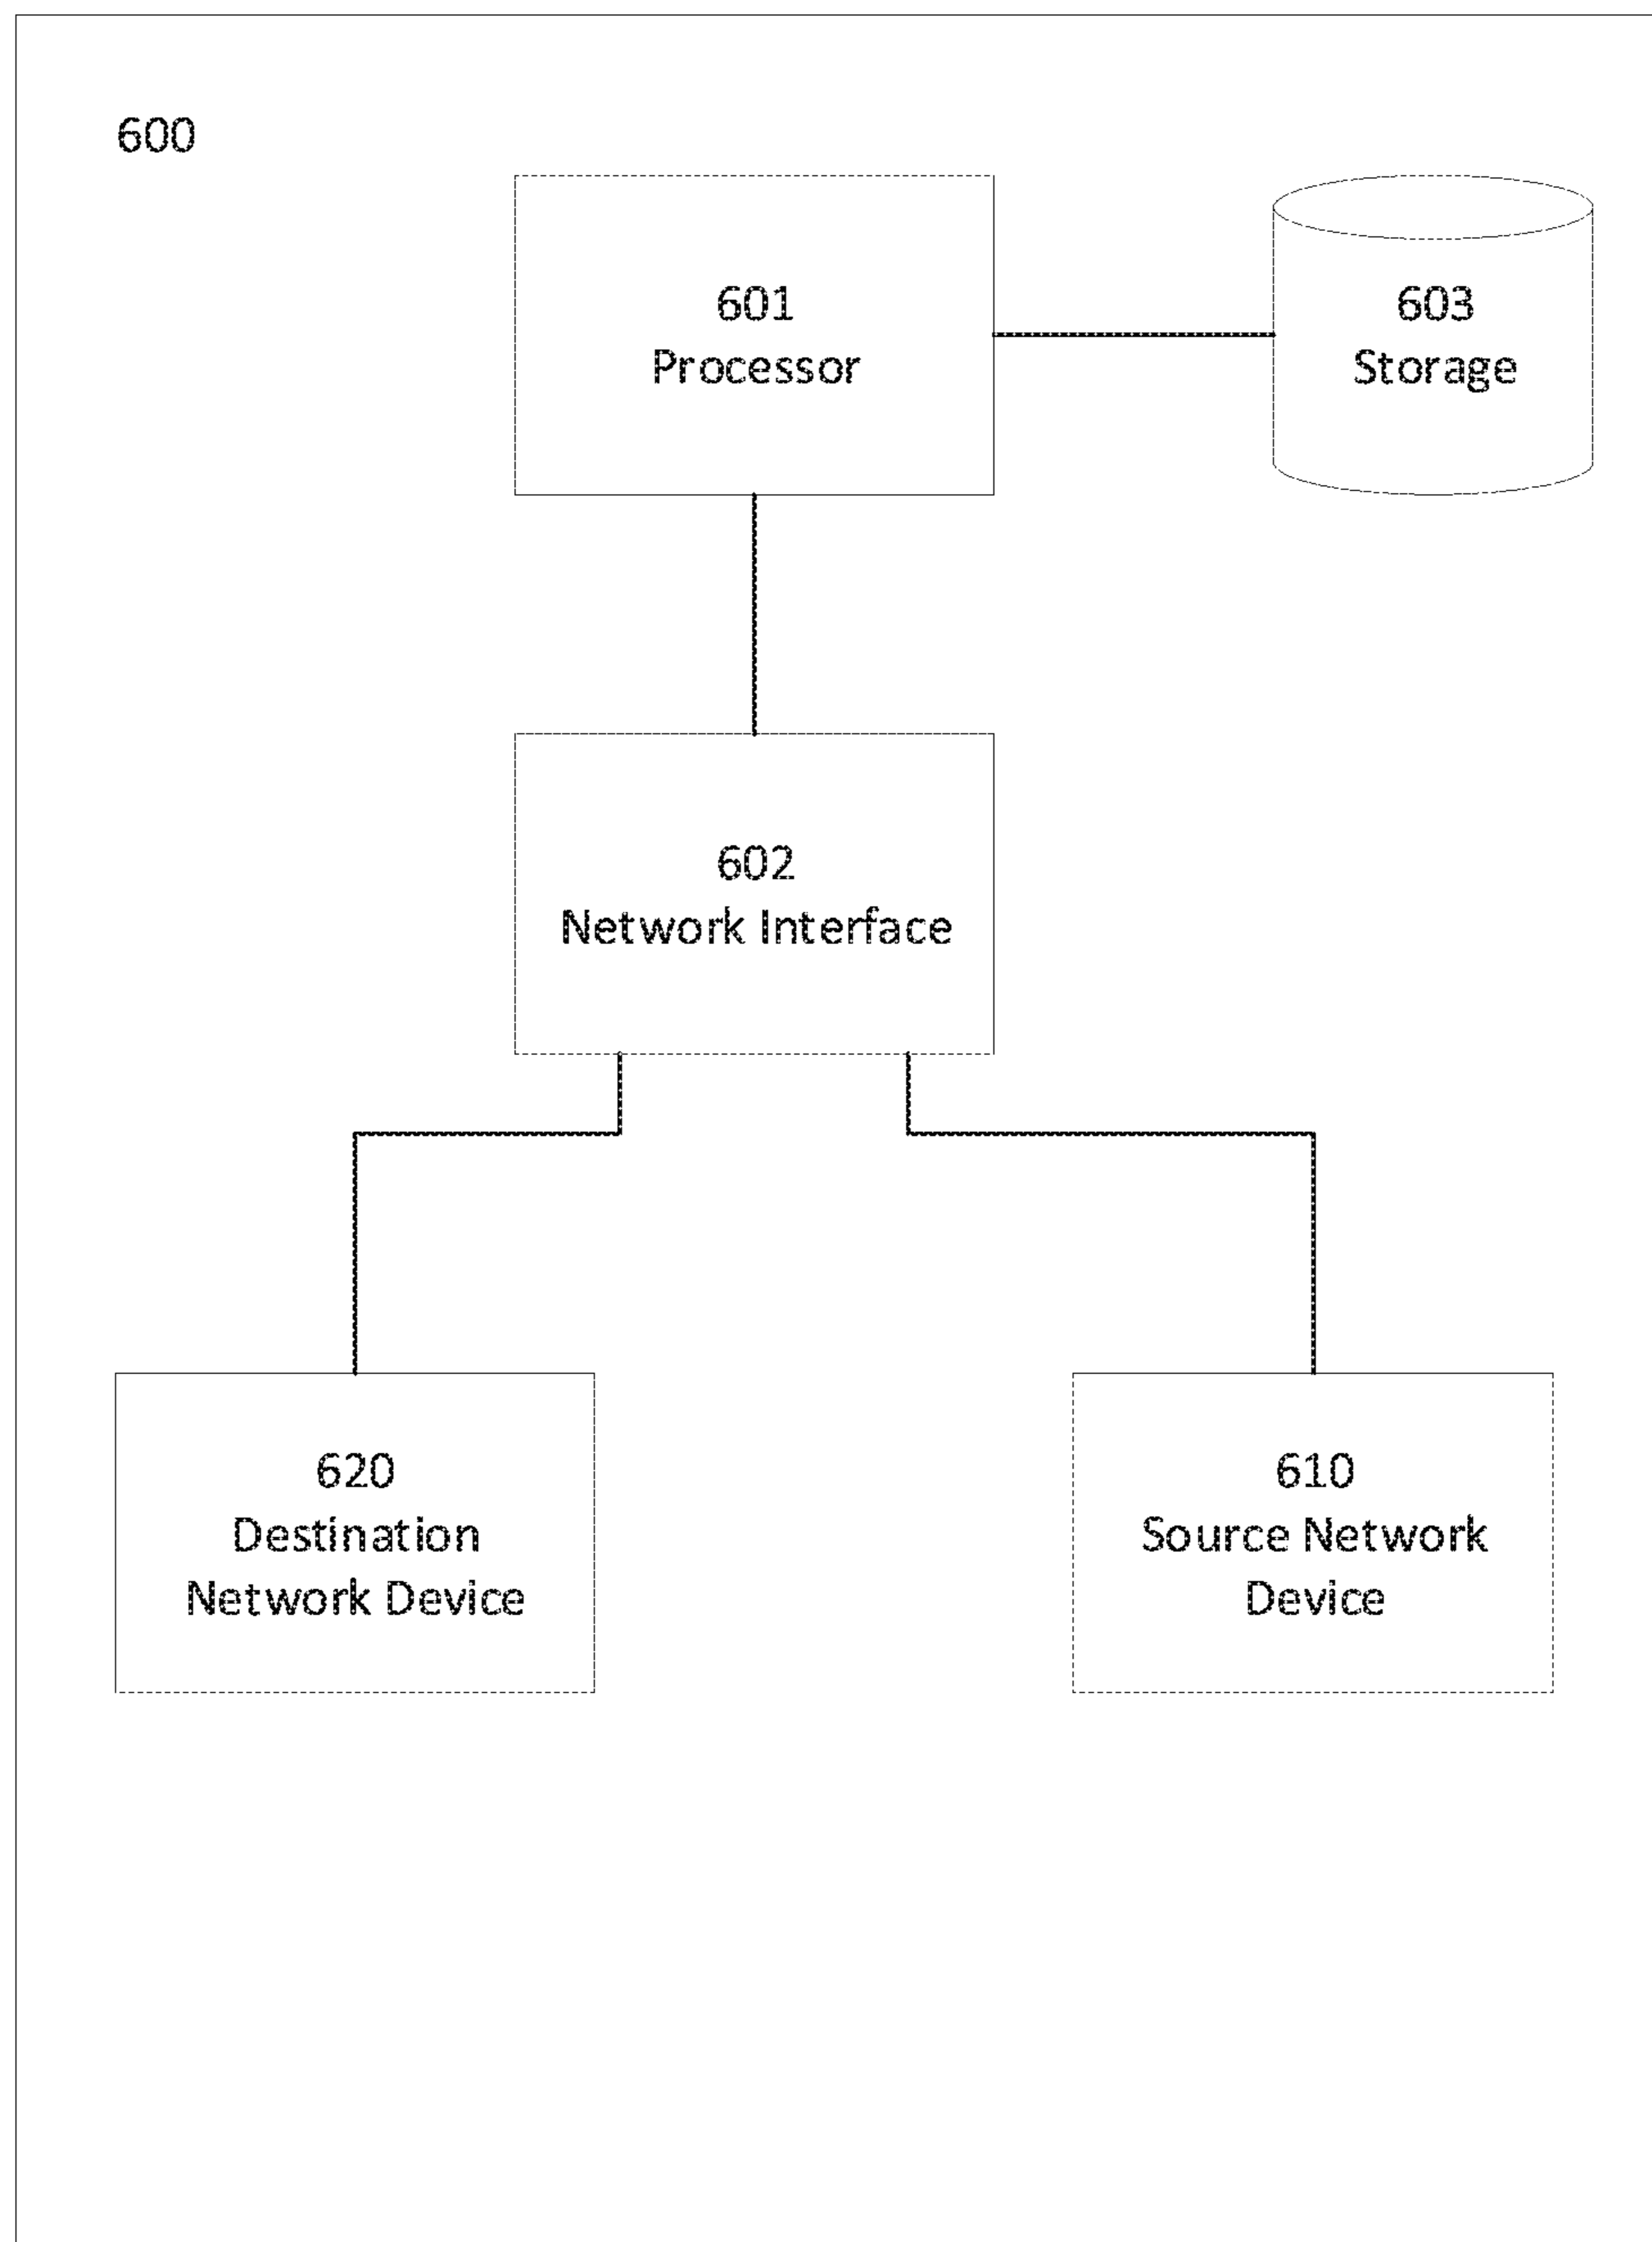 600
601
Processor
603
Storage
602
Network Interface
620
Destination
Network Device
610
Source Network
Device